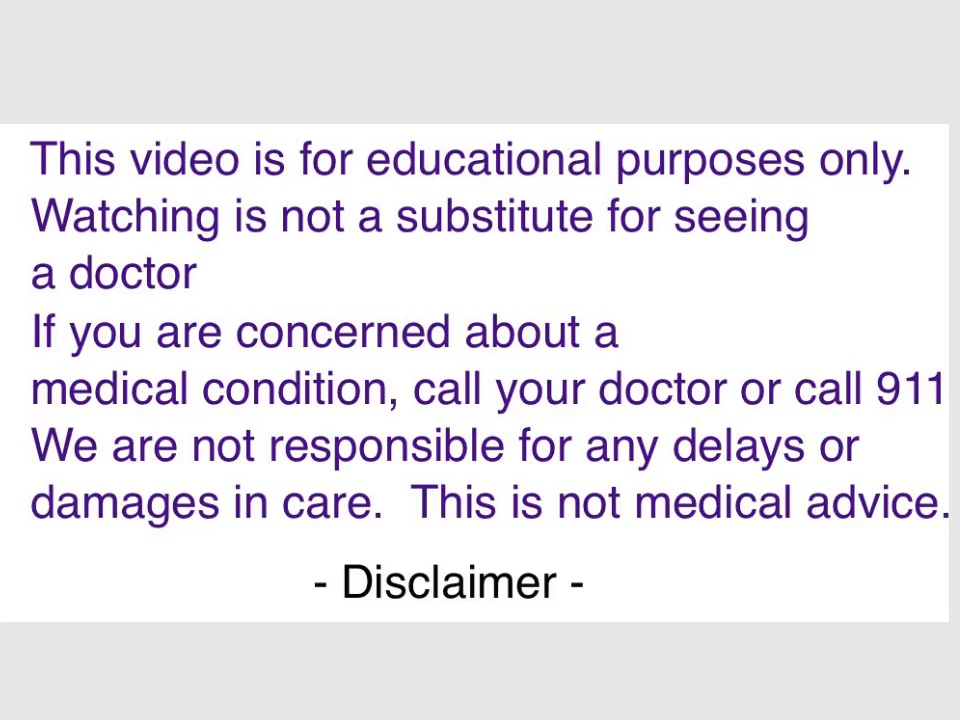 This video is for educational purposes only.
Watching is not a substitute for seeing
a doctor
If you are concerned about a
medical condition, call your doctor or call 911
We are not responsible for any delays or
damages in care.  This is not medical advice.
- Disclaimer -